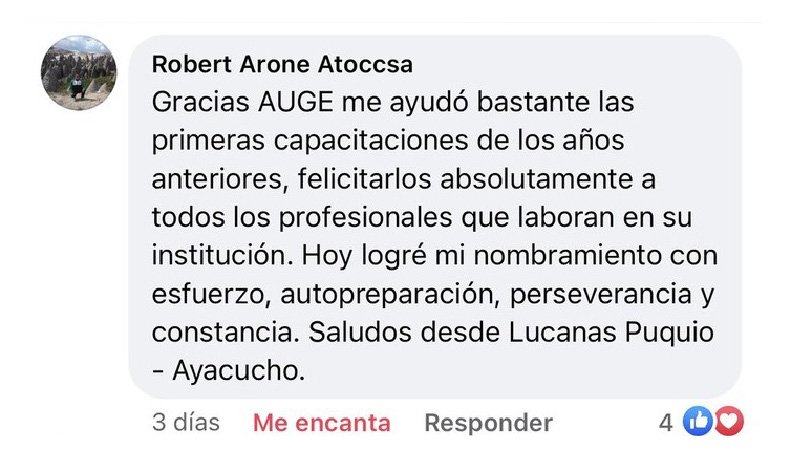 Robert Arone Atoccsa
Gracias AUGE me ayudó bastante las
primeras capacitaciones de los años
anteriores, felicitarlos absolutamente a
todos los profesionales que laboran en su
institución. Hoy logré mi nombramiento con
esfuerzo, autopreparación, perseverancia y
constancia. Saludos desde Lucanas Puquio
- Ayacucho.
3 días Me encanta Responder 4